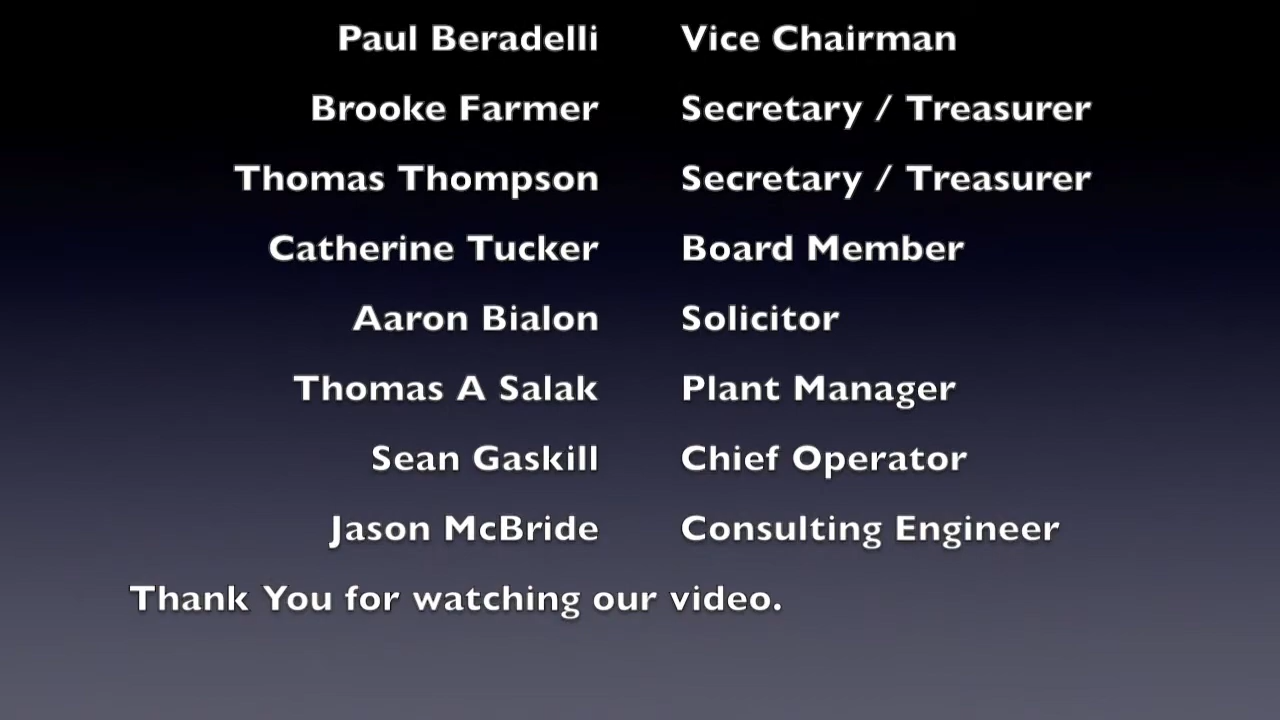 Paul Beradelli Vice Chairman
Brooke Farmer Secretary / Treasurer
Thomas Thompson Secretary / Treasurer
Catherine Tucker Board Member
Aaron Bialon Solicitor
Thomas A Salak Plant Manager
Sean Gaskill Chief Operator
Jason McBride Consulting Engineer
Thank You for watching our video.